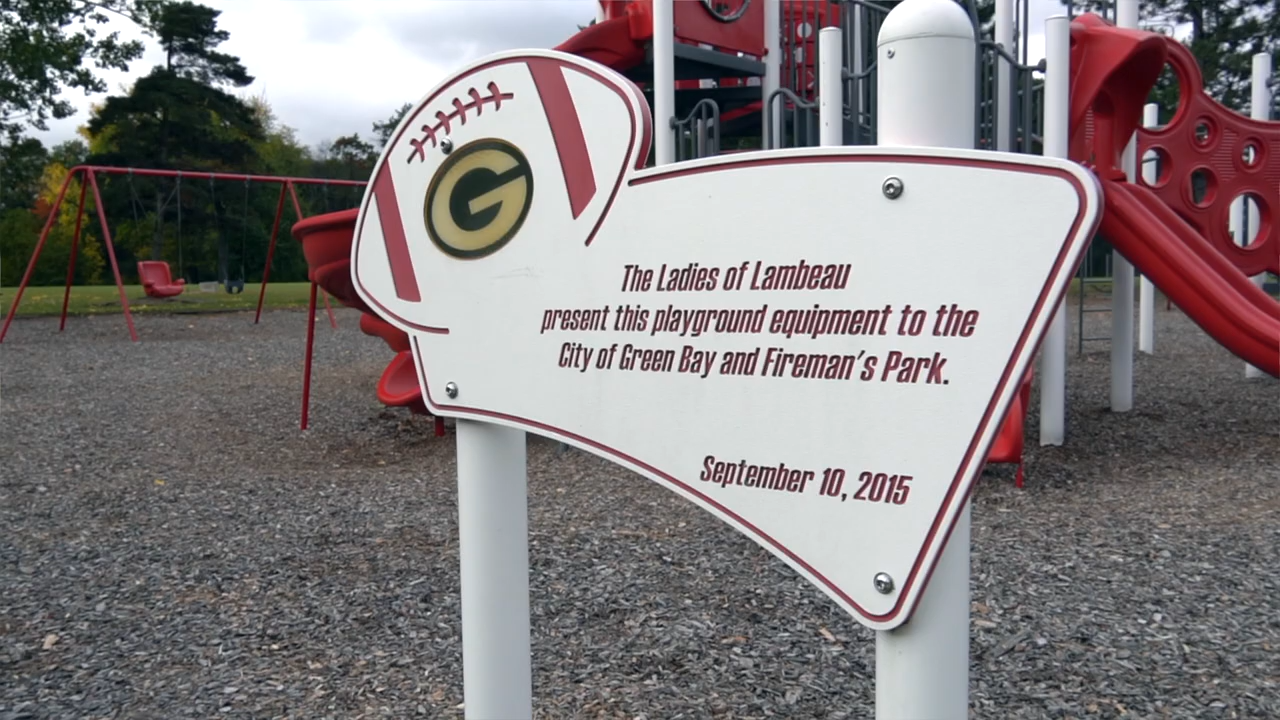 G
The Ladies of Lambeau
present this playground equipment to the
City of Green Bay and Fireman's Park.
September 10, 2015